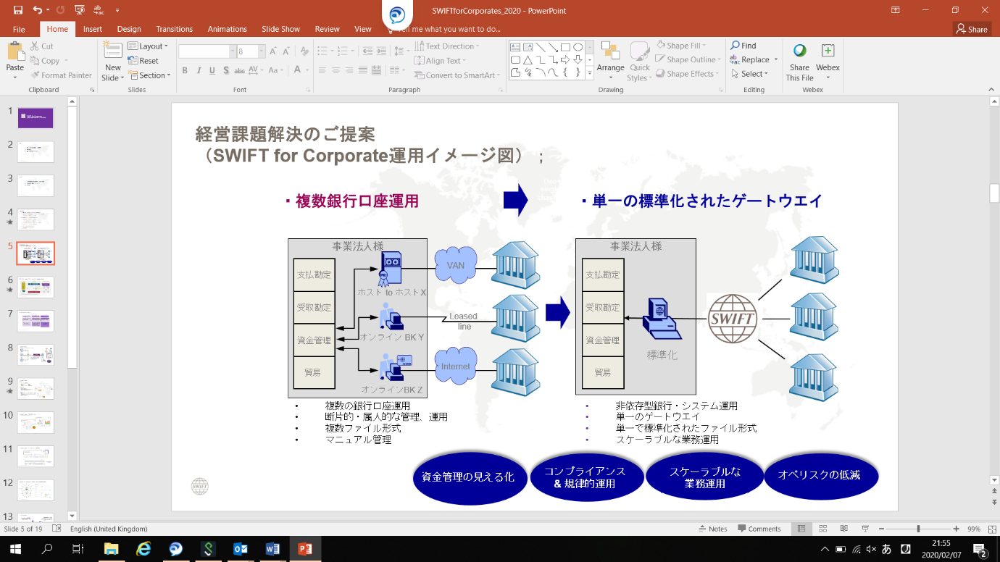 SWIFTforCorporates_2020 - PowerPoint
File
Home
Insert
Design
Transitions
Animations
Slide Show
Review
View
Tell me what you want to do...
Share
Paste
Cut
Copy
Format Painter
Clipboard
New
Slide
Layout
Reset
Section
Slides
8
B I U S abc AV Aa A
Font
Text Direction
Align Text
Convert to SmartArt
Paragraph
Arrange
Quick
Styles
Shape Fill
Shape Outline
Shape Effects
Drawing
Find
Replace
Select
Editing
Share
This File
Webex
Webex
1
2
3
4
5
6
7
8
9
10
11
12
13
経営課題解決のご提案
（SWIFT for Corporate運用イメージ図）；
・複数銀行口座運用
・単一の標準化されたゲートウエイ
事業法人様
支払勘定
受取勘定
資金管理
貿易
PKI
ホスト to ホストX
オンライン BK Y
オンラインBK Z
VAN
Leased
line
Internet
事業法人様
支払勘定
受取勘定
資金管理
貿易
標準化
SWIFT
• 複数の銀行口座運用
• 断片的・属人的な管理、運用
• 複数ファイル形式
• マニュアル管理
• 非依存型銀行・システム運用
• 単一のゲートウエイ
• 単一で標準化されたファイル形式
• スケーラブルな業務運用
資金管理の見える化
コンプライアンス
& 規律的運用
スケーラブルな
業務運用
オペリスクの低減
SWIFT
Slide 5 of 19
English (United Kingdom)
Notes
Comments
99%
あ
21:55
2020/02/07
2